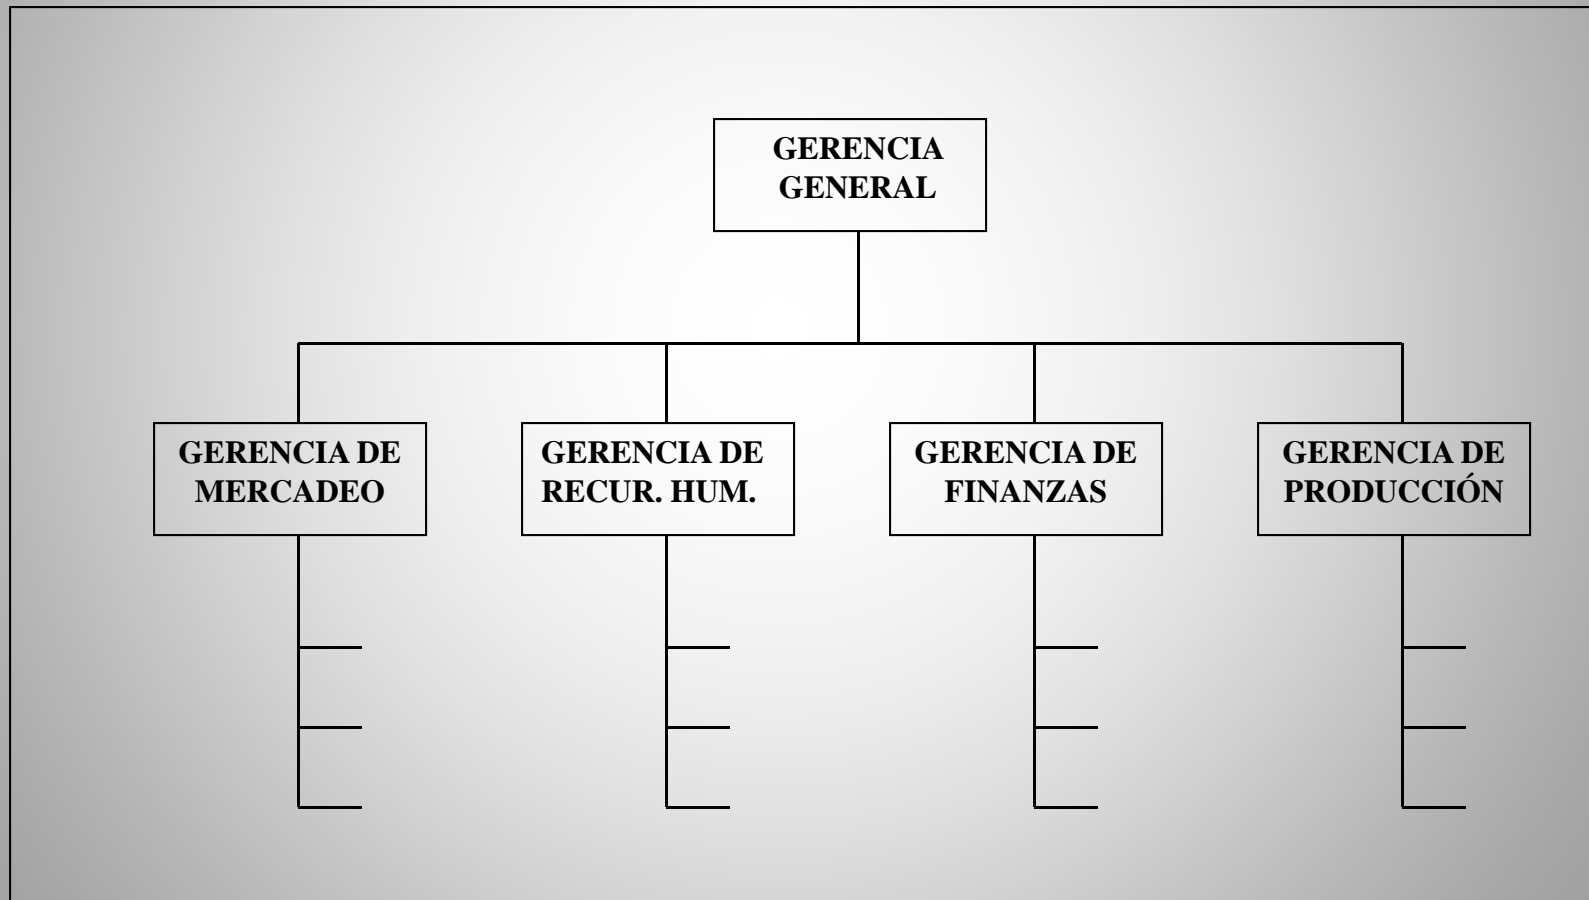 GERENCIA
GENERAL
GERENCIA DE
MERCADEO
GERENCIA DE
RECUR. HUM.
GERENCIA DE
FINANZAS
GERENCIA DE
PRODUCCIÓN